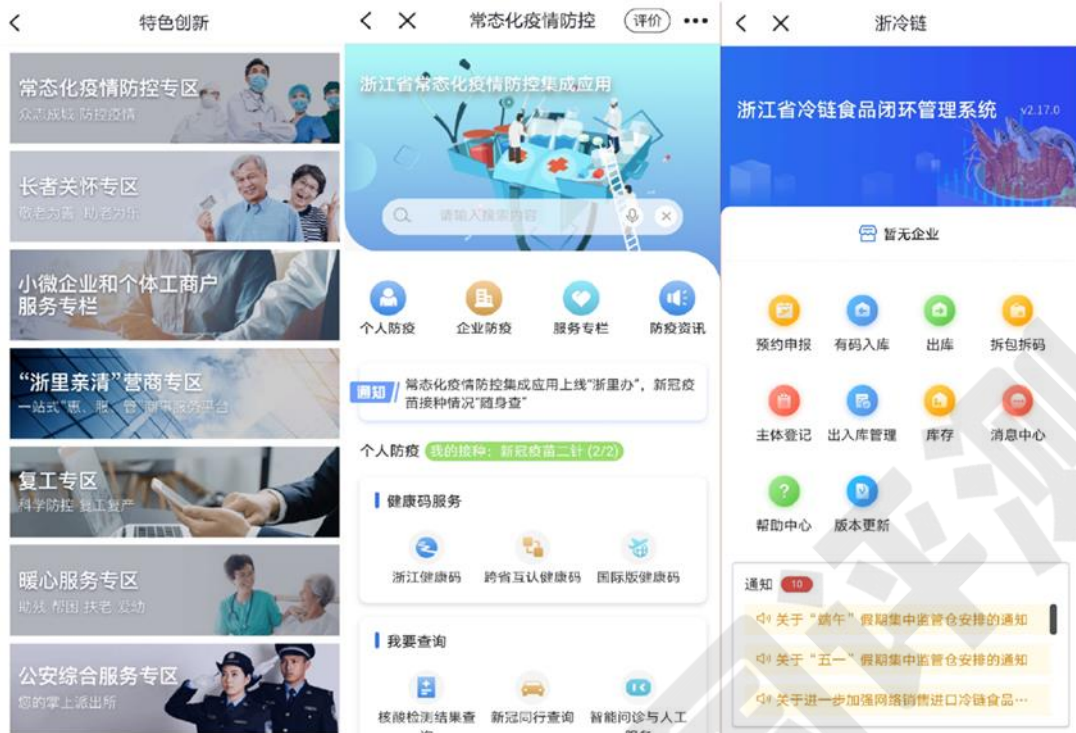 特色创新
常态化疫情防控专区
众志成城 防控疫情
长者关怀专区
敬老为善 助老为乐
小微企业和个体工商户
服务专栏
“浙里亲清”营商专区
一站式“惠、服、管”商事服务平台
复工专区
科学防控 复工复产
暖心服务专区
助残 帮困 扶老 爱幼
公安综合服务专区
您的掌上派出所
常态化疫情防控
评价
浙江省常态化疫情防控集成应用
请输入搜索内容
个人防疫 企业防疫 服务专栏 防疫资讯
通知
常态化疫情防控集成应用上线“浙里办”，新冠疫
苗接种情况“随身查”
个人防疫 我的接种：新冠疫苗二针 (2/2)
健康码服务
浙江健康码 跨省互认健康码 国际版健康码
我要查询
核酸检测结果查 新冠同行查询 智能问诊与人工
浙冷链
浙江省冷链食品闭环管理系统 v2.17.0
暂无企业
预约申报 有码入库 出库 拆包拆码
主体登记 出入库管理 库存 消息中心
帮助中心 版本更新
通知 10
关于“端午”假期集中监管仓安排的通知
关于“五一”假期集中监管仓安排的通知
关于进一步加强网络销售进口冷链食品…